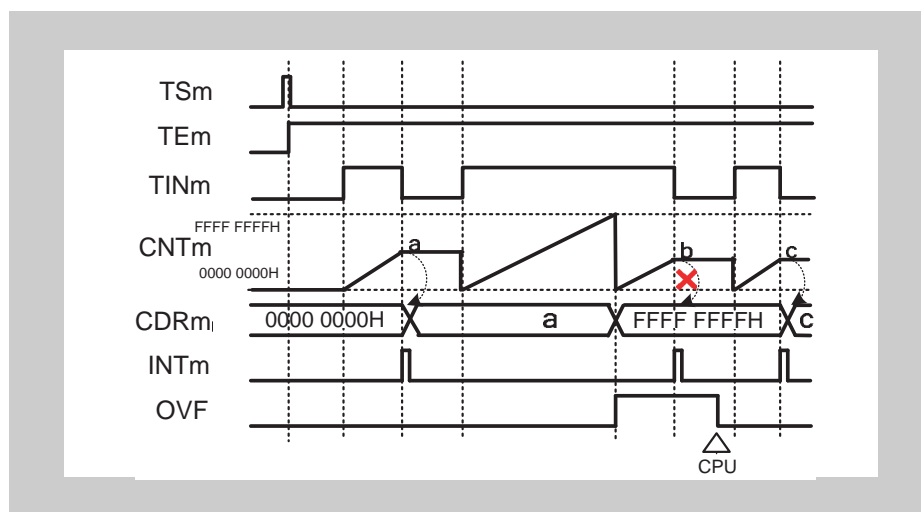 TSm
TEm
TINm
FFFF FFFFH
CNTm
0000 0000H
a
b
c
CDRm
0000 0000H a FFFF FFFFH c
INTm
OVF
CPU